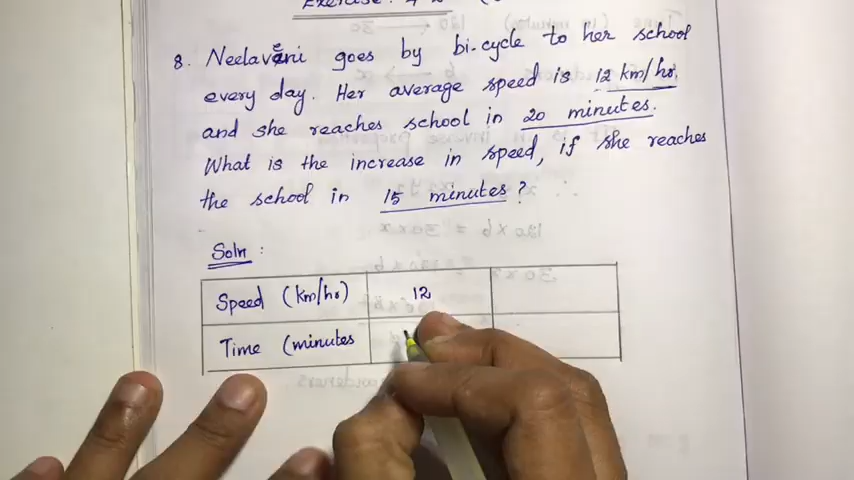 8. Neelaveni goes by bi-cycle to her school
every day. Her average speed is 12 km/hr.
and she reaches school in 20 minutes.
What is the increase in speed, if she reaches
the school in 15 minutes?
Soln :
Speed (km/hr) 12
Time (minutes